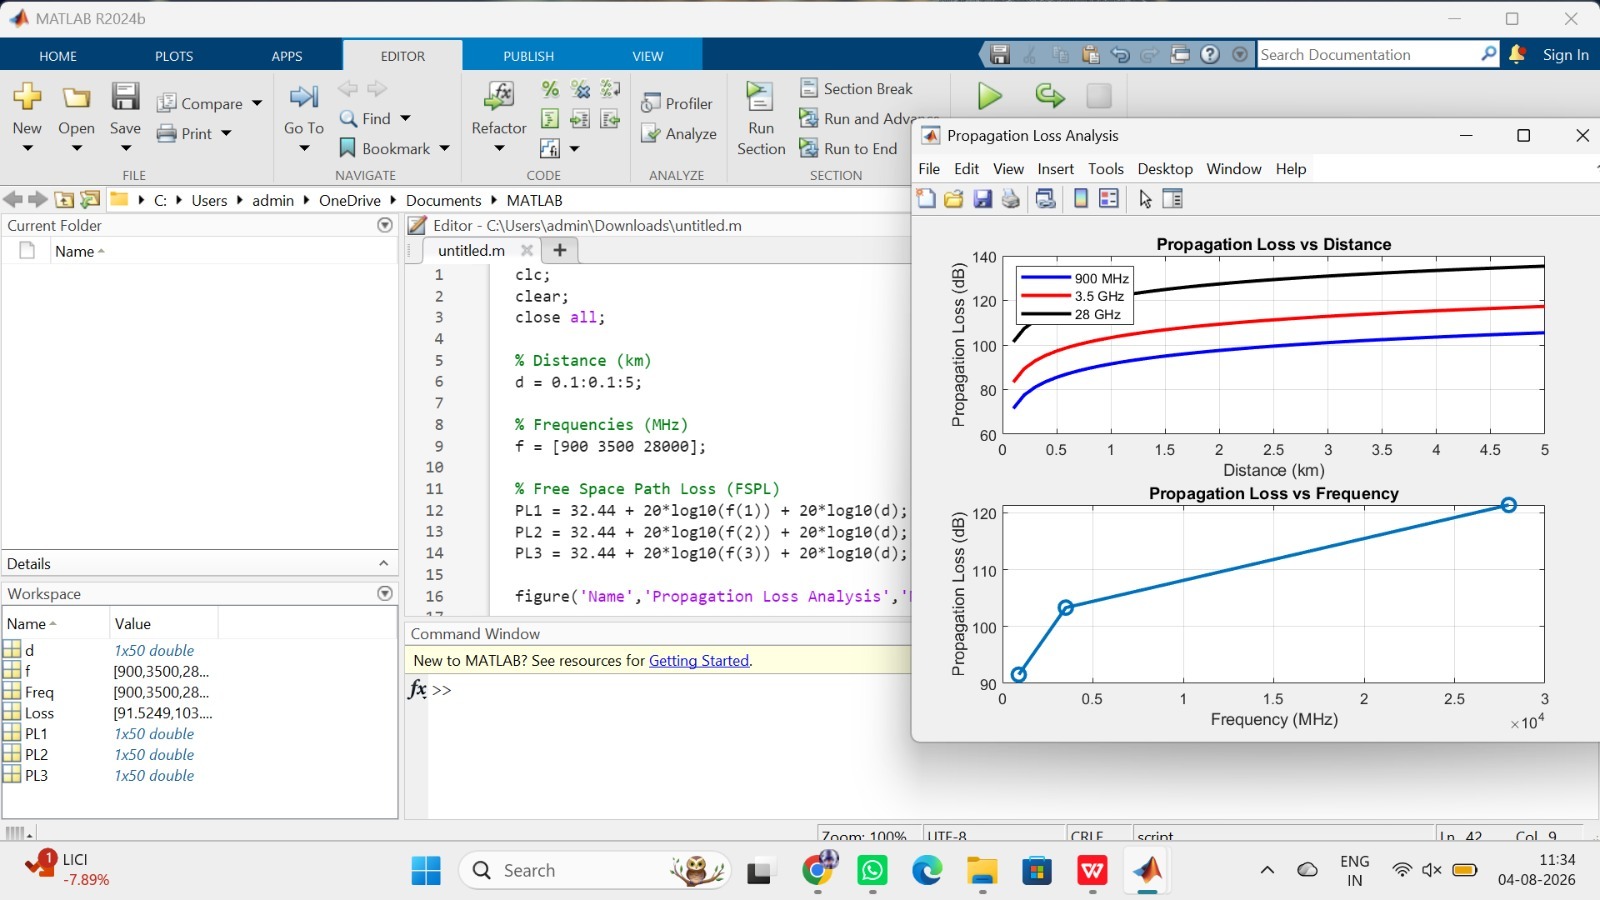 MATLAB R2024b
HOME PLOTS APPS EDITOR PUBLISH VIEW Search Documentation Sign In
New Open Save Compare Print Go To Find Bookmark Refactor Profiler Analyze Run Section Section Break Run and Advance Run to End
FILE NAVIGATE CODE ANALYZE SECTION
C: Users admin OneDrive Documents MATLAB
Current Folder
Name
Details
Workspace
Name Value
d 1x50 double
f [900,3500,28...
Freq [900,3500,28...
Loss [91.5249,103....
PL1 1x50 double
PL2 1x50 double
PL3 1x50 double
Editor - C:\Users\admin\Downloads\untitled.m
untitled.m
1 clc;
2 clear;
3 close all;
4
5 % Distance (km)
6 d = 0.1:0.1:5;
7
8 % Frequencies (MHz)
9 f = [900 3500 28000];
10
11 % Free Space Path Loss (FSPL)
12 PL1 = 32.44 + 20*log10(f(1)) + 20*log10(d);
13 PL2 = 32.44 + 20*log10(f(2)) + 20*log10(d);
14 PL3 = 32.44 + 20*log10(f(3)) + 20*log10(d);
15
16 figure('Name','Propagation Loss Analysis','
Command Window
New to MATLAB? See resources for Getting Started.
fx >>
Propagation Loss Analysis
File Edit View Insert Tools Desktop Window Help
Propagation Loss vs Distance
Propagation Loss (dB)
140
120
100
80
60
900 MHz
3.5 GHz
28 GHz
0 0.5 1 1.5 2 2.5 3 3.5 4 4.5 5
Distance (km)
Propagation Loss vs Frequency
Propagation Loss (dB)
120
110
100
90
0 0.5 1 1.5 2 2.5 3
Frequency (MHz) ×10⁴
Zoom: 100% UTF-8 CRLF script Ln 42 Col 9
1 LICI
-7.89%
Search
ENG
IN
11:34
04-08-2026